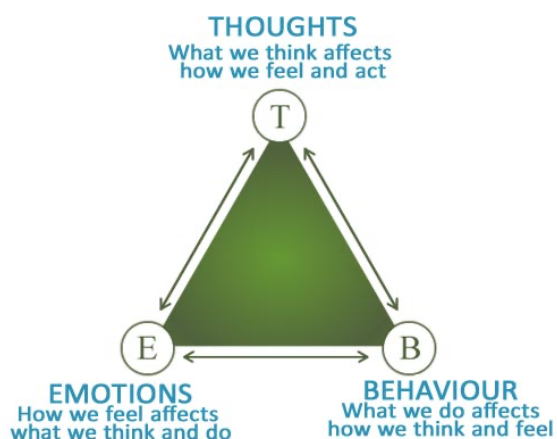 THOUGHTS
What we think affects
how we feel and act
T
E
B
EMOTIONS
How we feel affects
what we think and do
BEHAVIOUR
What we do affects
how we think and feel